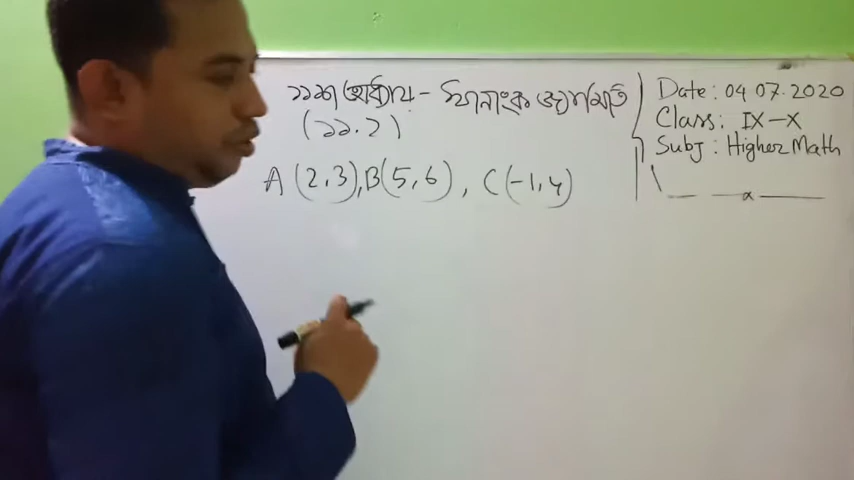 ১১শ অধ্যায় - স্থানাংক জ্যামিতি
(১১.২)
A (2,3), B(5,6), C(-1,4)
Date: 04 07.2020
Class: IX-X
Subj: Higher Math
x